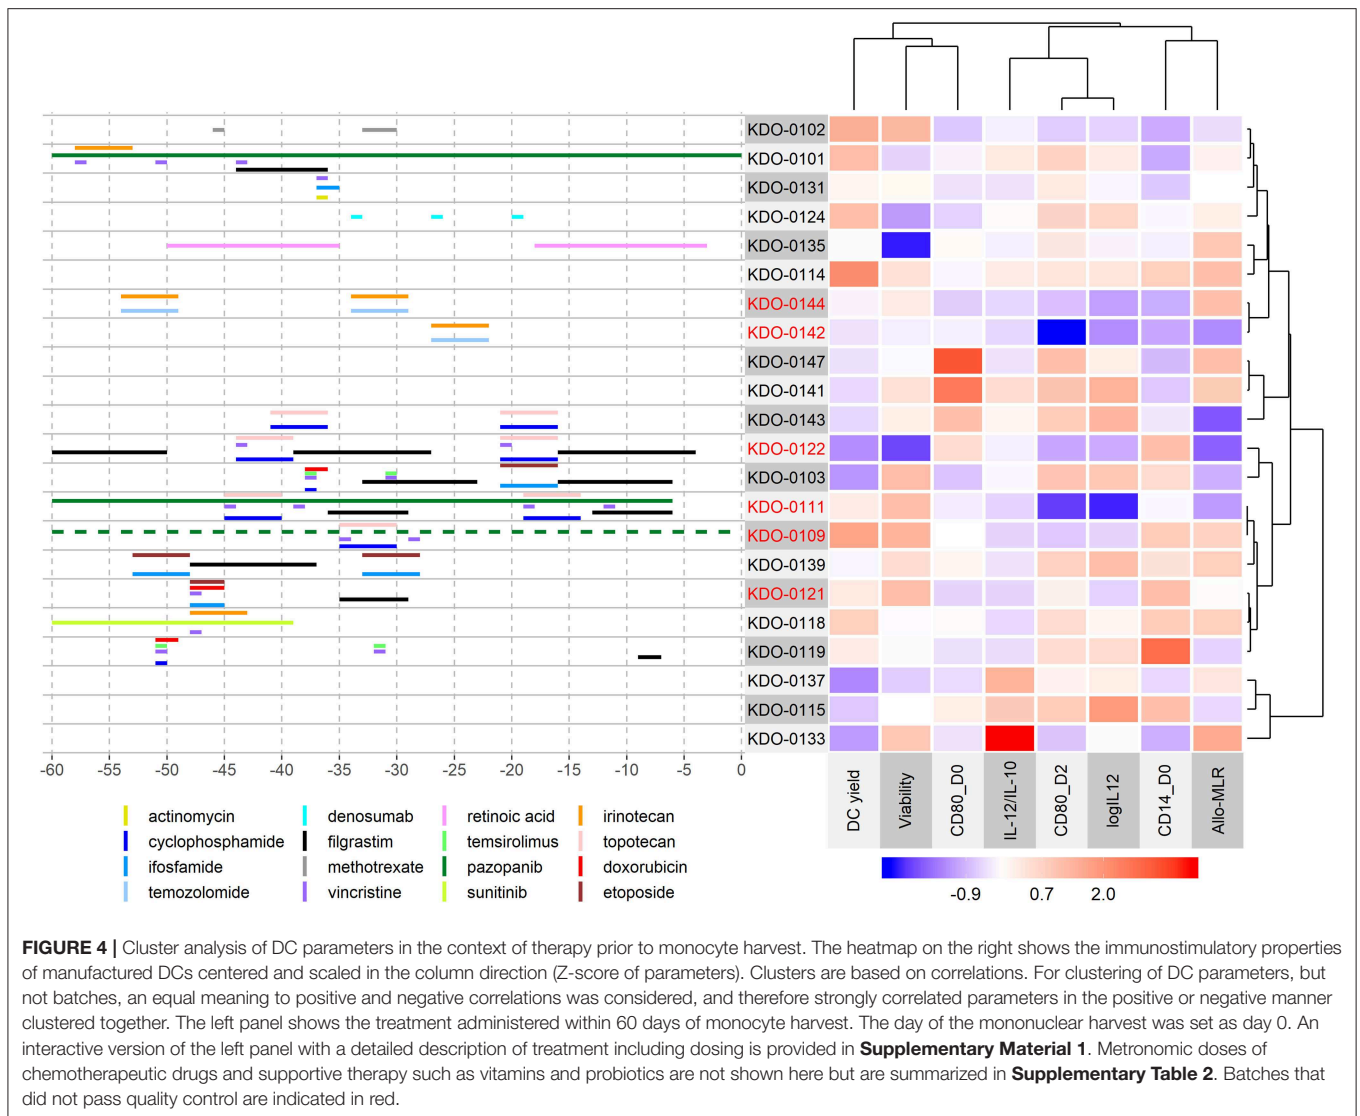 KDO-0102
KDO-0101
KDO-0131
KDO-0124
KDO-0135
KDO-0114
KDO-0144
KDO-0142
KDO-0147
KDO-0141
KDO-0143
KDO-0122
KDO-0103
KDO-0111
KDO-0109
KDO-0139
KDO-0121
KDO-0118
KDO-0119
KDO-0137
KDO-0115
KDO-0133
-60 -55 -50 -45 -40 -35 -30 -25 -20 -15 -10 -5 0
DC yield
Viability
CD80_D0
IL-12/IL-10
CD80_D2
logIL12
CD14_D0
Allo-MLR
actinomycin denosumab retinoic acid irinotecan
cyclophosphamide filgrastim temsirolimus topotecan
ifosfamide methotrexate pazopanib doxorubicin
temozolomide vincristine sunitinib etoposide
-0.9 0.7 2.0
FIGURE 4 | Cluster analysis of DC parameters in the context of therapy prior to monocyte harvest. The heatmap on the right shows the immunostimulatory properties
of manufactured DCs centered and scaled in the column direction (Z-score of parameters). Clusters are based on correlations. For clustering of DC parameters, but
not batches, an equal meaning to positive and negative correlations was considered, and therefore strongly correlated parameters in the positive or negative manner
clustered together. The left panel shows the treatment administered within 60 days of monocyte harvest. The day of the mononuclear harvest was set as day 0. An
interactive version of the left panel with a detailed description of treatment including dosing is provided in Supplementary Material 1. Metronomic doses of
chemotherapeutic drugs and supportive therapy such as vitamins and probiotics are not shown here but are summarized in Supplementary Table 2. Batches that
did not pass quality control are indicated in red.